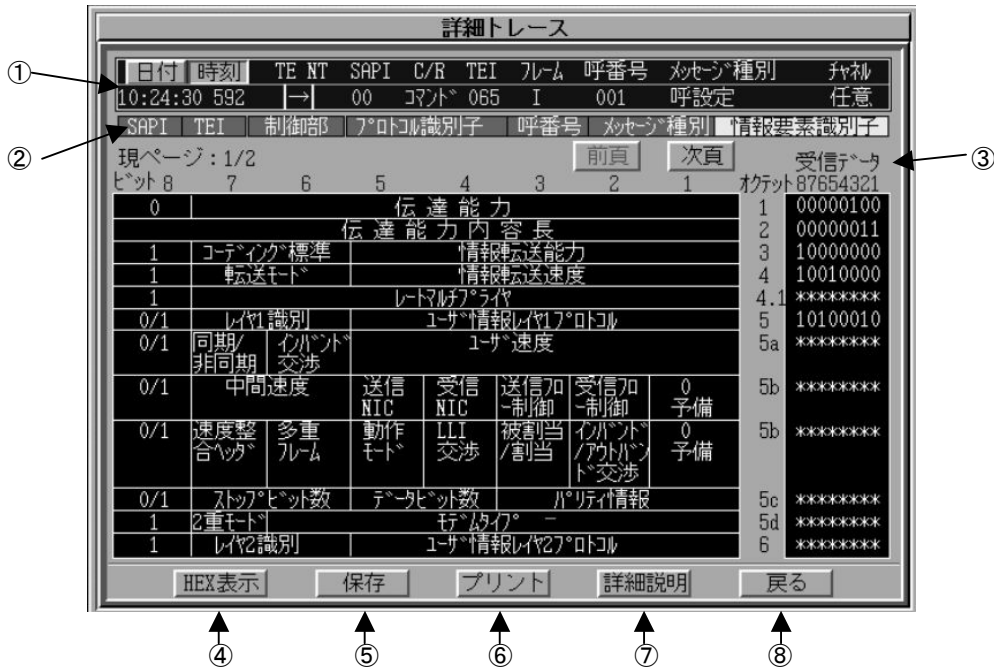 詳細トレース
① 日付 時刻 TE NT SAPI C/R TEI フレーム 呼番号 メッセージ種別 チャネル
10:24:30 592 → 00 コマンド 065 I 001 呼設定 任意
② SAPI TEI 制御部 プロトコル識別子 呼番号 メッセージ種別 情報要素識別子
現ページ：1/2 前頁 次頁 受信データ ③
ビット 8 7 6 5 4 3 2 1 オクテット 87654321
0 伝達能力 1 00000100
伝達能力内容長 2 00000011
1 コーディング標準 情報転送能力 3 10000000
1 転送モード 情報転送速度 4 10010000
1 レートマルチプライヤ 4.1 ********
0/1 レイヤ1識別 ユーザ情報レイヤ1プロトコル 5 10100010
0/1 同期/ インバンド ユーザ速度 5a ********
非同期 交渉
0/1 中間速度 送信 受信 送信フロ 受信フロ 0 5b ********
NIC NIC ー制御 ー制御 予備
0/1 速度整 多重 動作 LLI 被割当 インバンド 0 5b ********
合ヘッダ フレーム モード 交渉 /割当 /アウトバン 予備
ド交渉
0/1 ストップビット数 データビット数 パリティ情報 5c ********
1 2重モード モデムタイプ － 5d ********
1 レイヤ2識別 ユーザ情報レイヤ2プロトコル 6 ********
HEX表示 保存 プリント 詳細説明 戻る
④ ⑤ ⑥ ⑦ ⑧